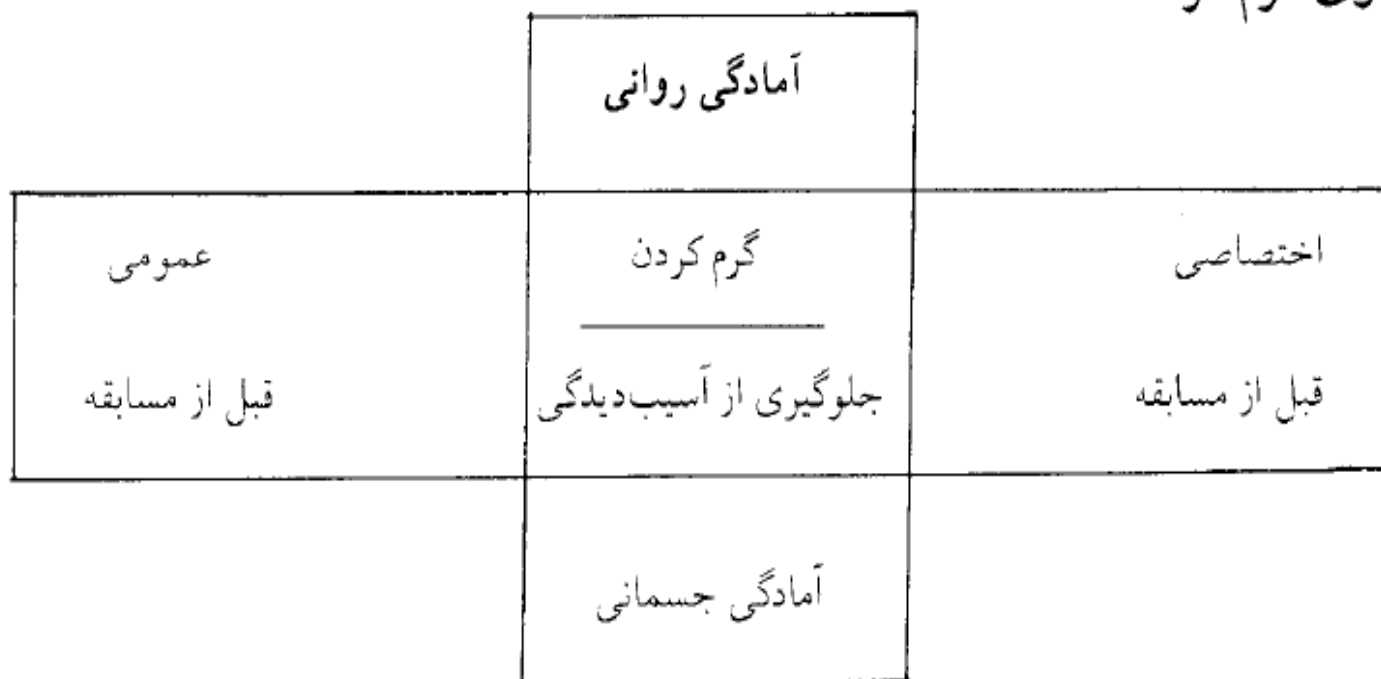 آمادگی روانی
اختصاصی گرم کردن عمومی
قبل از مسابقه جلوگیری از آسیب‌دیدگی قبل از مسابقه
آمادگی جسمانی